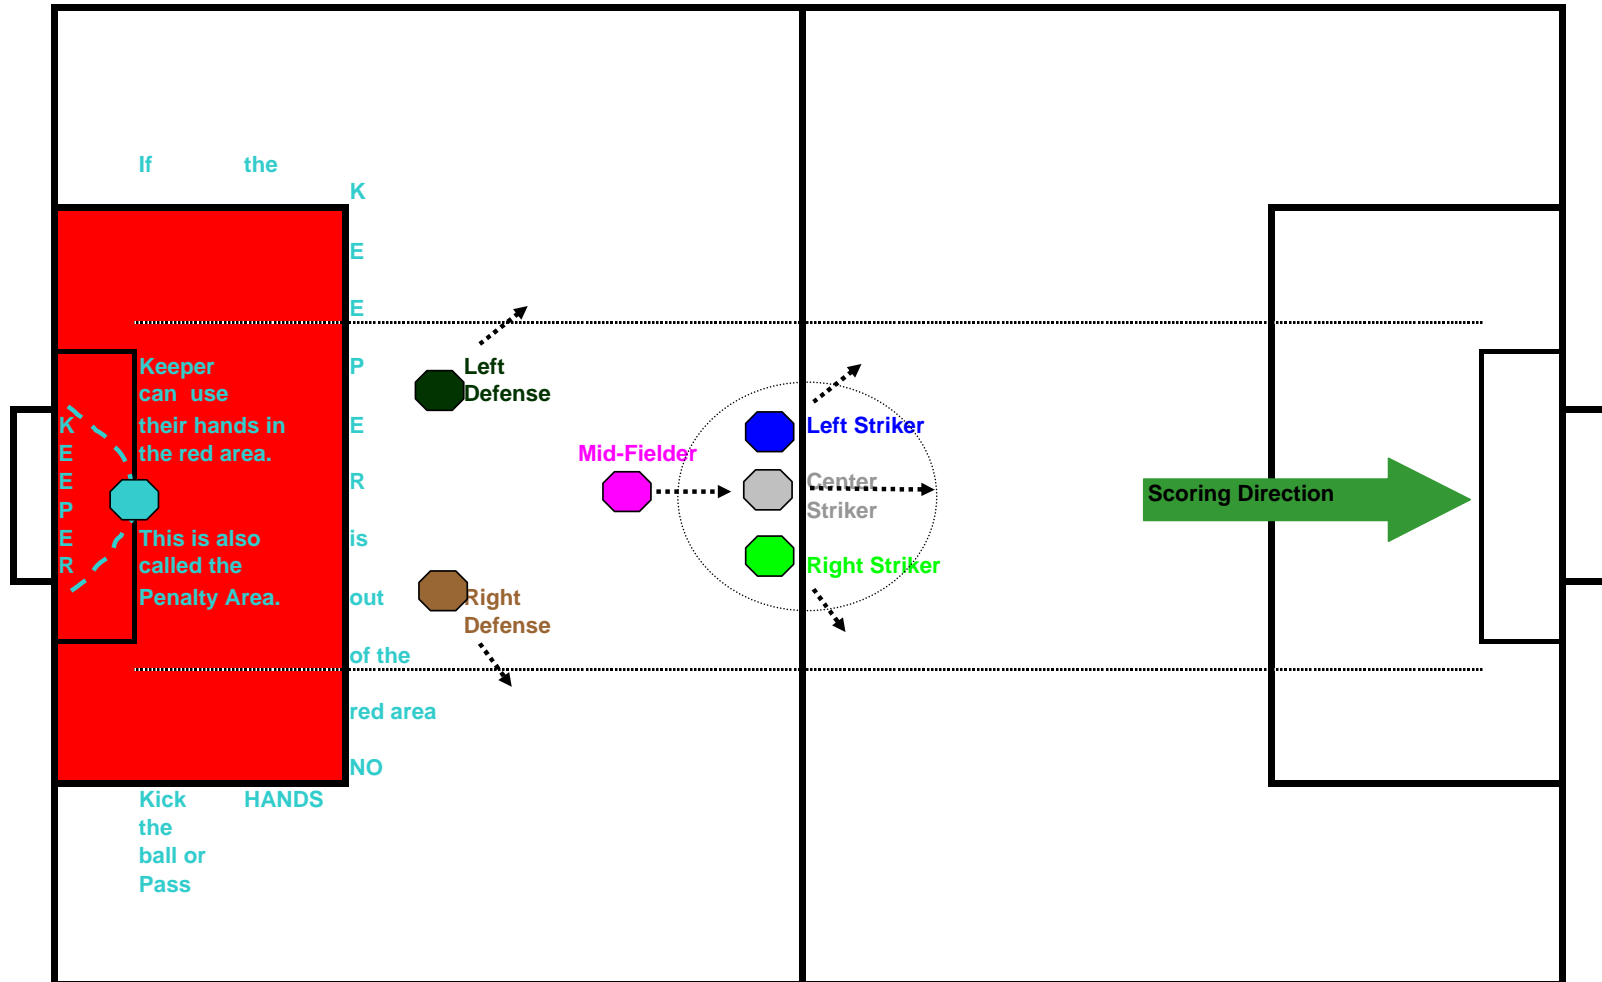 If the
K
E
E
P
E
R
is
out
of the
red area
NO
HANDS
Kick
the
ball or
Pass
Keeper
can use
their hands in
the red area.
This is also
called the
Penalty Area.
K
E
E
P
E
R
Left
Defense
Right
Defense
Mid-Fielder
Left Striker
Center
Striker
Right Striker
Scoring Direction